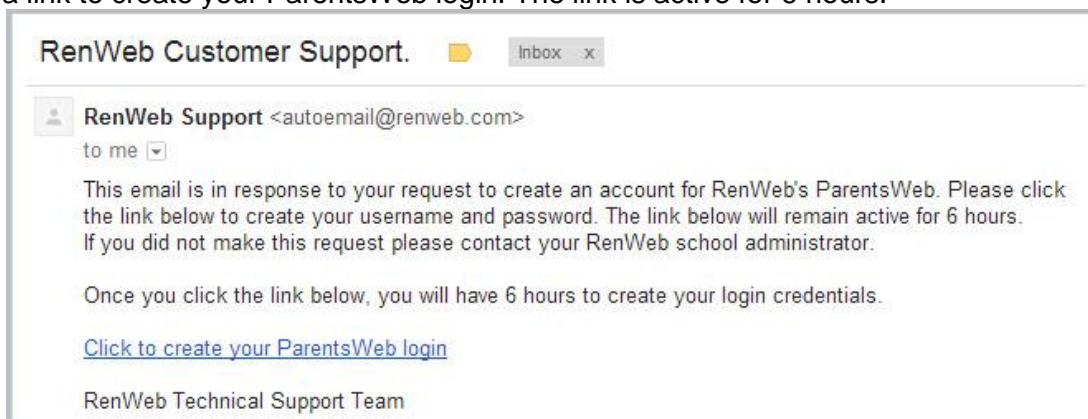 a link to create your ParentsWeb login. The link is active for 6 hours.
RenWeb Customer Support. Inbox x
RenWeb Support <autoemail@renweb.com>
to me
This email is in response to your request to create an account for RenWeb's ParentsWeb. Please click
the link below to create your username and password. The link below will remain active for 6 hours.
If you did not make this request please contact your RenWeb school administrator.
Once you click the link below, you will have 6 hours to create your login credentials.
Click to create your ParentsWeb login
RenWeb Technical Support Team